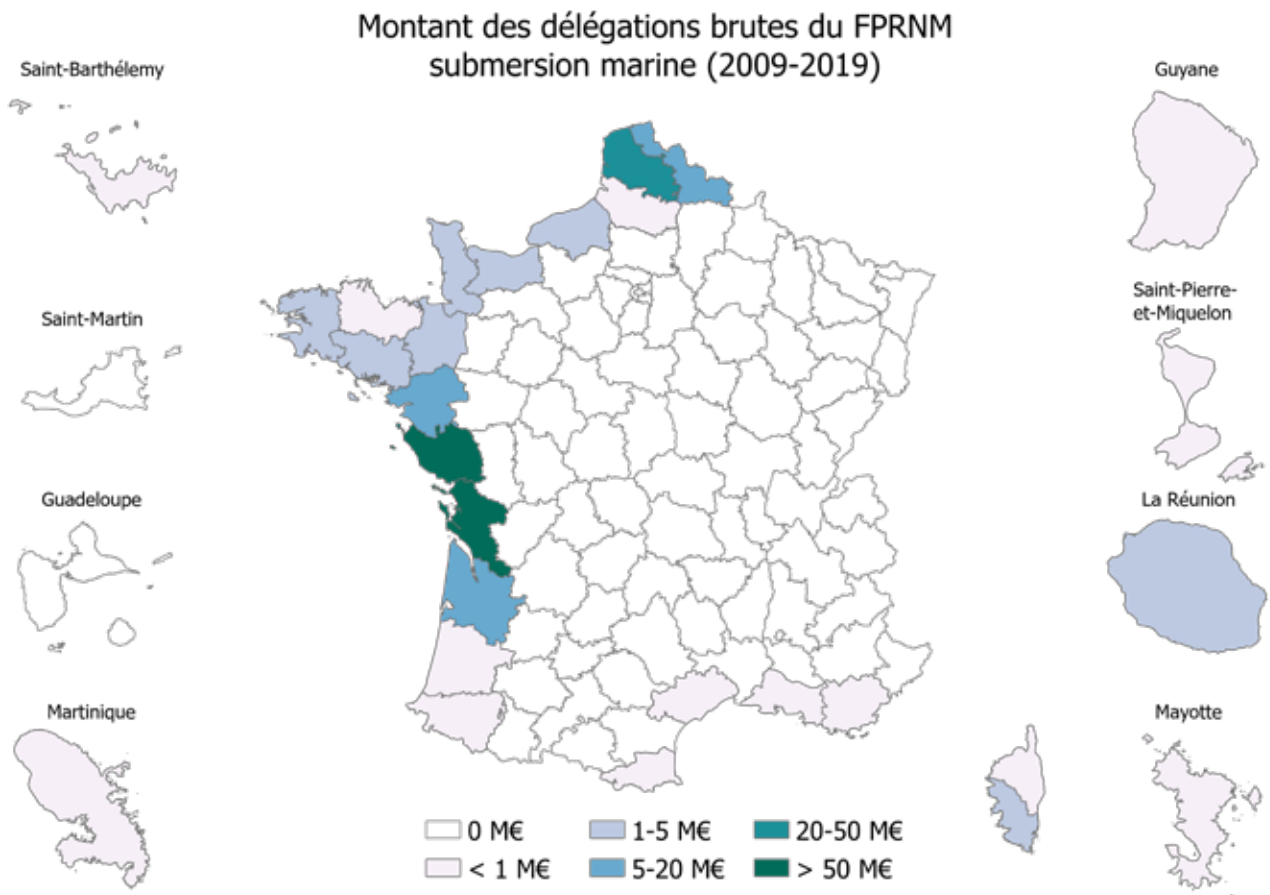 Montant des délégations brutes du FPRNM
submersion marine (2009-2019)
Saint-Barthélemy
Guyane
Saint-Martin
Saint-Pierre-
et-Miquelon
Guadeloupe
La Réunion
Martinique
Mayotte
0 M€
1-5 M€
20-50 M€
< 1 M€
5-20 M€
> 50 M€